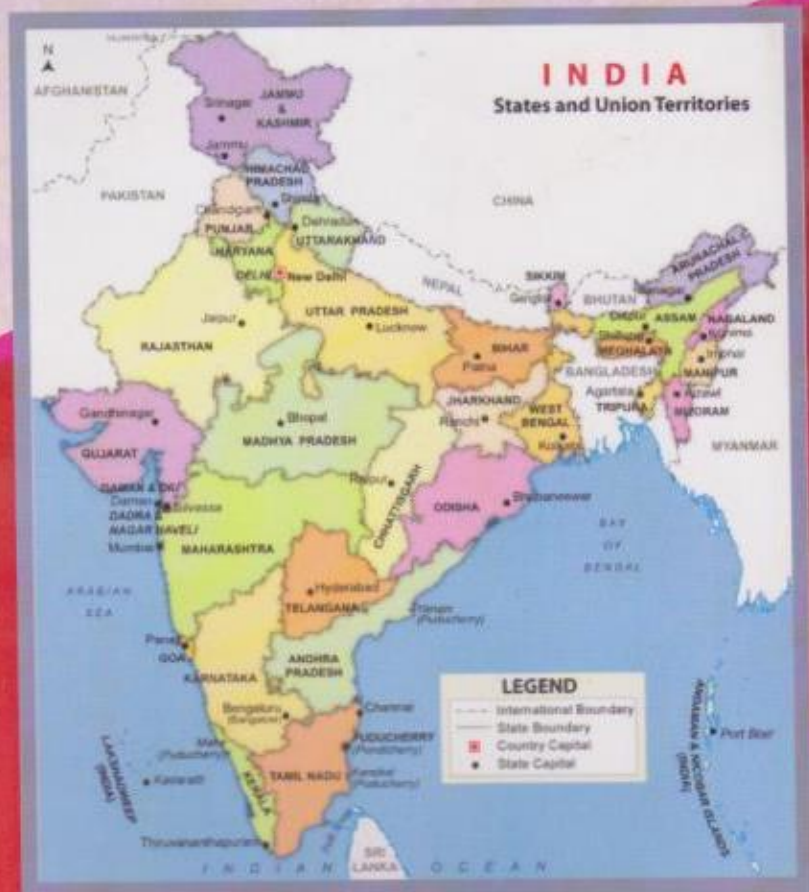 INDIA
States and Union Territories
N
AFGHANISTAN
PAKISTAN
CHINA
NEPAL
BHUTAN
BANGLADESH
MYANMAR
Srinagar
JAMMU
&
KASHMIR
Jammu
HIMACHAL
PRADESH
Shimla
Chandigarh
PUNJAB
Dehradun
UTTARAKHAND
HARYANA
DELHI
New Delhi
Jaipur
RAJASTHAN
UTTAR PRADESH
Lucknow
SIKKIM
Gangtok
ARUNACHAL
PRADESH
Itanagar
Dispur
ASSAM
NAGALAND
Kohima
Shillong
MEGHALAYA
Imphal
MANIPUR
Agartala
TRIPURA
Aizawl
MIZORAM
BIHAR
Patna
JHARKHAND
Ranchi
WEST
BENGAL
Kolkata
Gandhinagar
GUJARAT
Bhopal
MADHYA PRADESH
Raipur
CHHATTISGARH
ODISHA
Bhubaneswar
DAMAN & DIU
Daman
Silvassa
DADRA &
NAGAR HAVELI
Mumbai
MAHARASHTRA
Hyderabad
TELANGANA
Yanam
(Puducherry)
ARABIAN
SEA
BAY
OF
BENGAL
Panaji
GOA
KARNATAKA
ANDHRA
PRADESH
Bengaluru
(Bangalore)
Chennai
Mahe
(Puducherry)
PUDUCHERRY
(Pondicherry)
Karaikal
(Puducherry)
TAMIL NADU
KERALA
LAKSHADWEEP
(INDIA)
Kavaratti
Thiruvananthapuram
SRI
LANKA
INDIAN OCEAN
ANDAMAN & NICOBAR ISLANDS
(INDIA)
Port Blair
LEGEND
International Boundary
State Boundary
Country Capital
State Capital